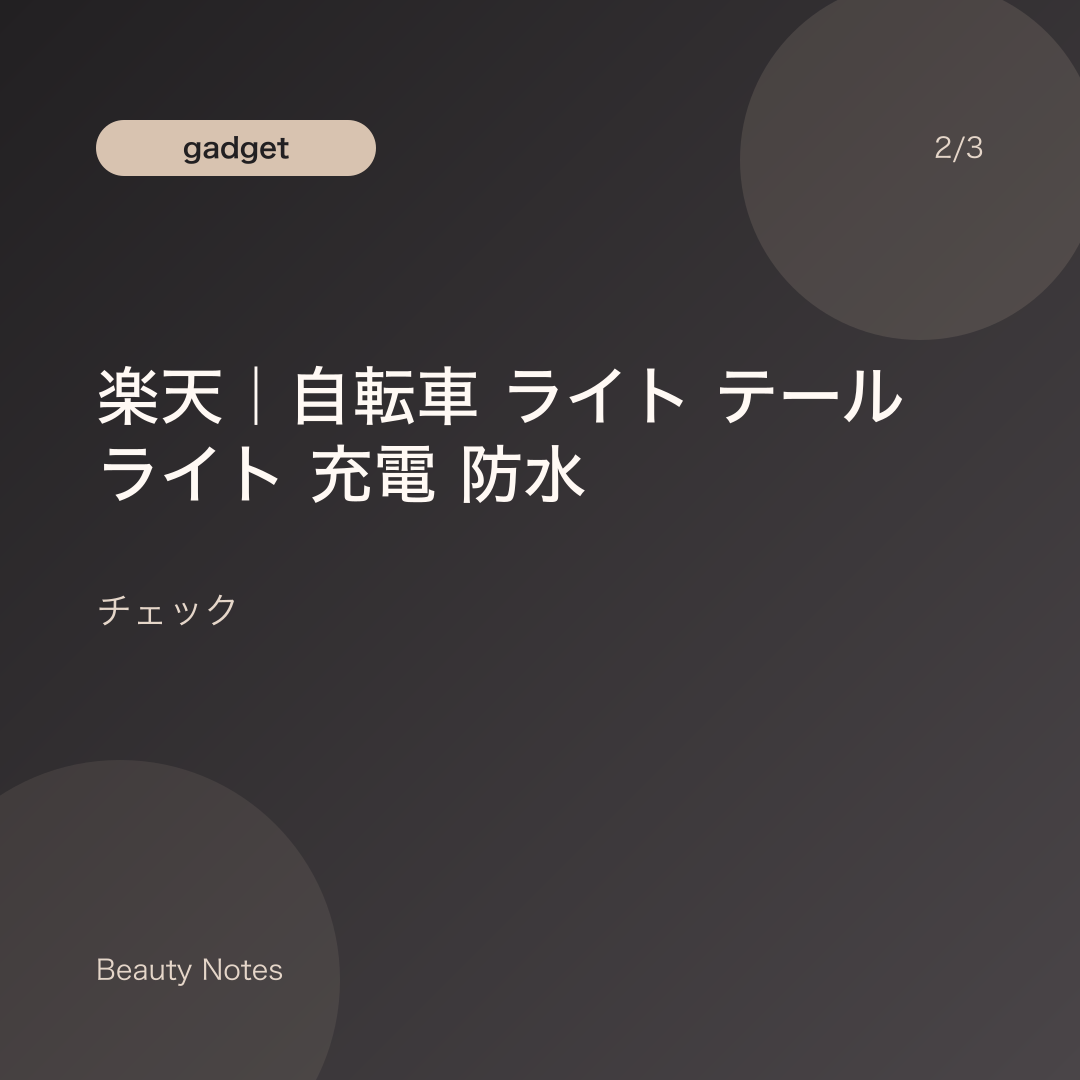 gadget
2/3
楽天｜自転車 ライト テール
ライト 充電 防水
チェック
Beauty Notes